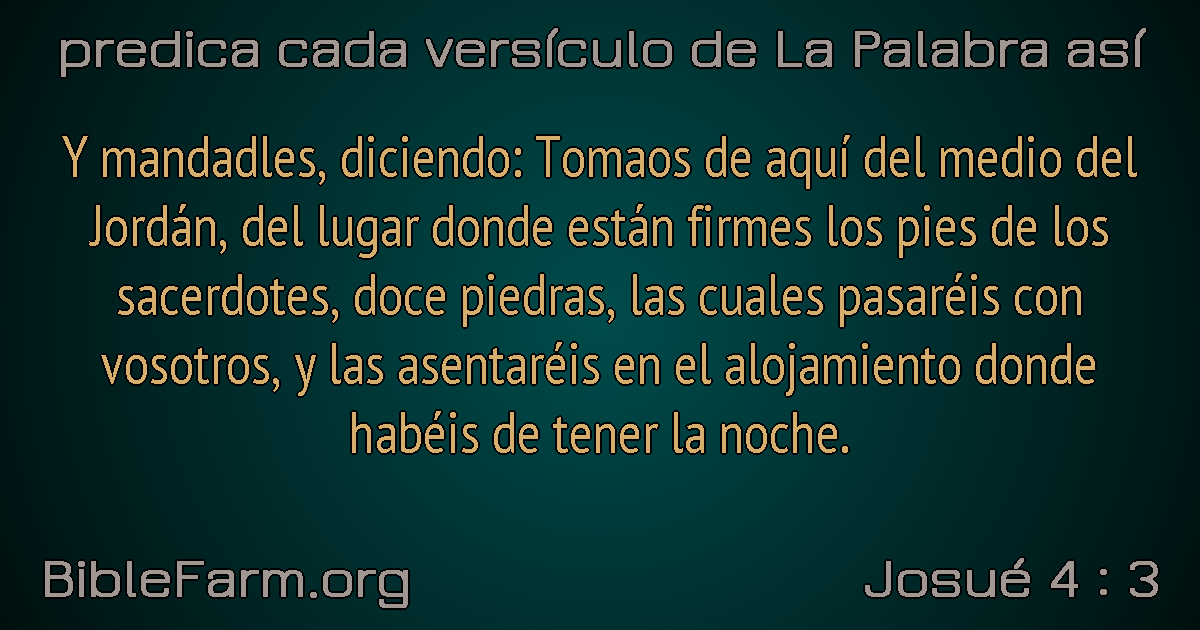 predica cada versículo de La Palabra así
Y mandadles, diciendo: Tomaos de aquí del medio del
Jordán, del lugar donde están firmes los pies de los
sacerdotes, doce piedras, las cuales pasaréis con
vosotros, y las asentaréis en el alojamiento donde
habéis de tener la noche.
BibleFarm.org
Josué 4 : 3